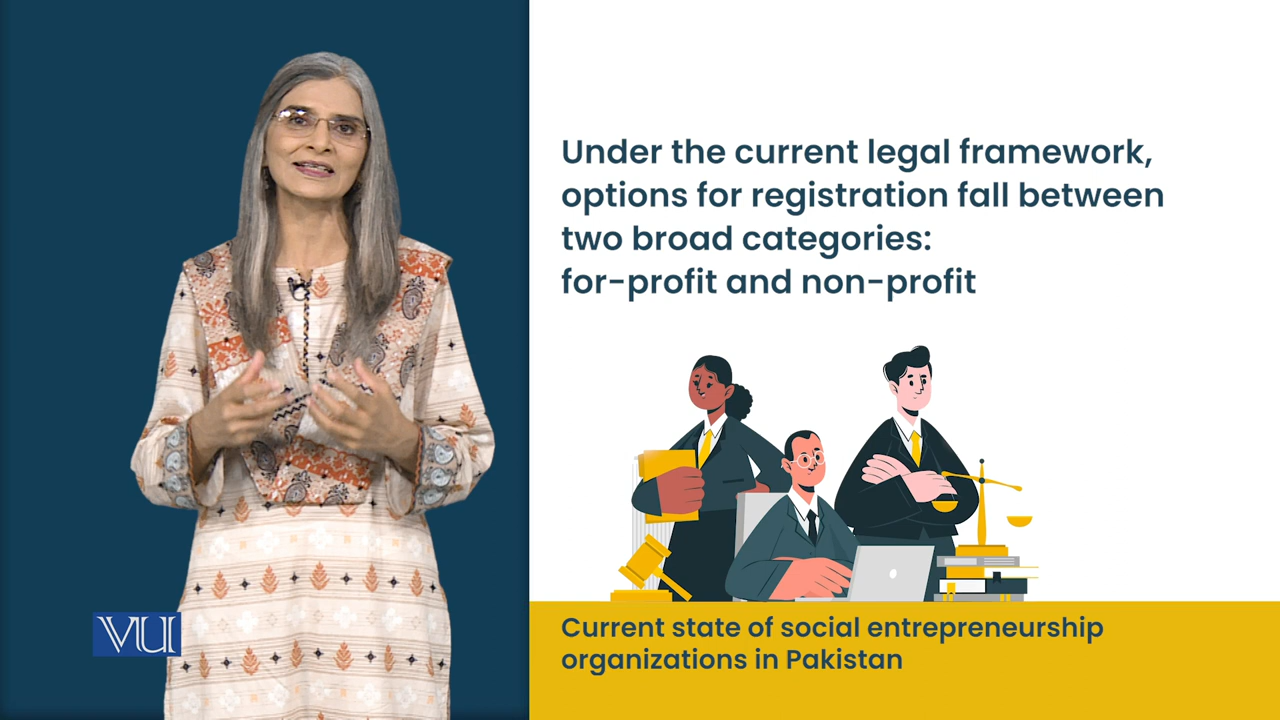 Under the current legal framework,
options for registration fall between
two broad categories:
for-profit and non-profit
VU
Current state of social entrepreneurship
organizations in Pakistan